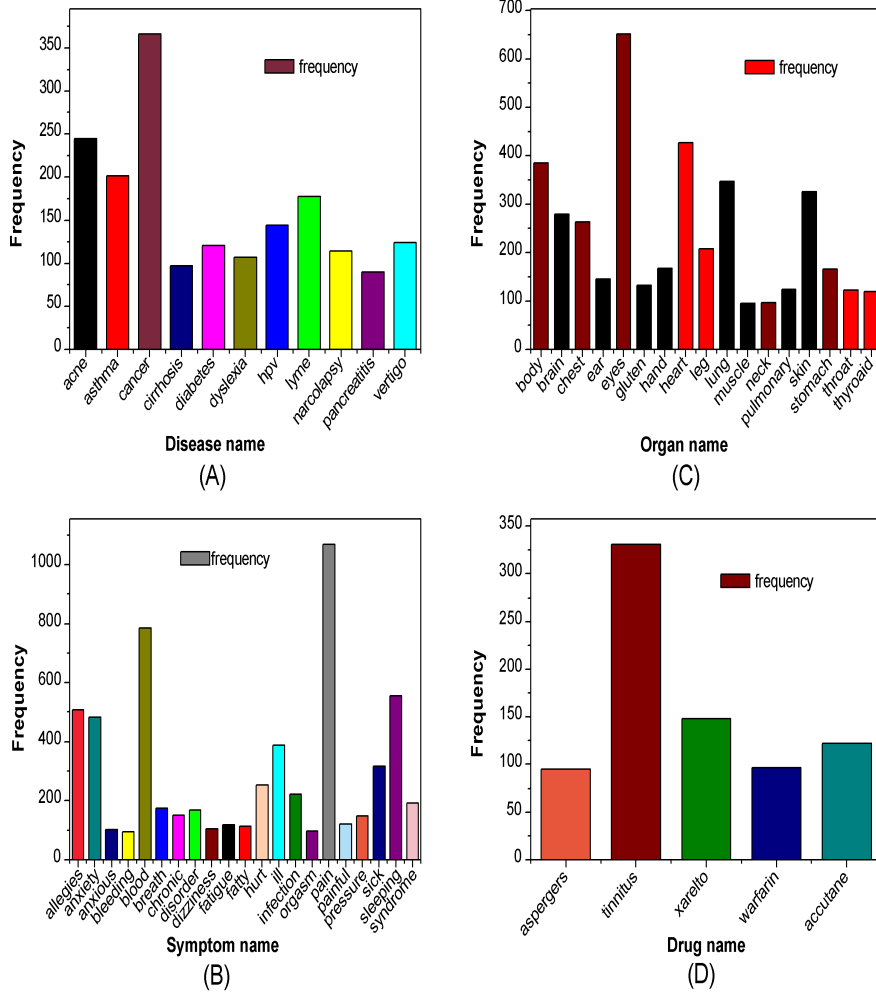 350
300
250
200
150
100
50
0
Frequency
frequency
acne
asthma
cancer
cirrhosis
diabetes
dyslexia
hpv
lyme
narcolapsy
pancreatitis
vertigo
Disease name
(A)
700
600
500
400
300
200
100
0
Frequency
frequency
body
brain
chest
ear
eyes
gluten
hand
heart
leg
lung
muscle
neck
pulmonary
skin
stomach
throat
thyroaid
Organ name
(C)
1000
800
600
400
200
0
Frequency
frequency
allegies
anxiety
anxious
bleeding
blood
breath
chronic
disorder
dizziness
fatigue
fatty
hurt
ill
infection
orgasm
pain
painful
pressure
sick
sleeping
syndrome
Symptom name
(B)
350
300
250
200
150
100
50
0
Frequency
frequency
aspergers
tinnitus
xarelto
warfarin
accutane
Drug name
(D)